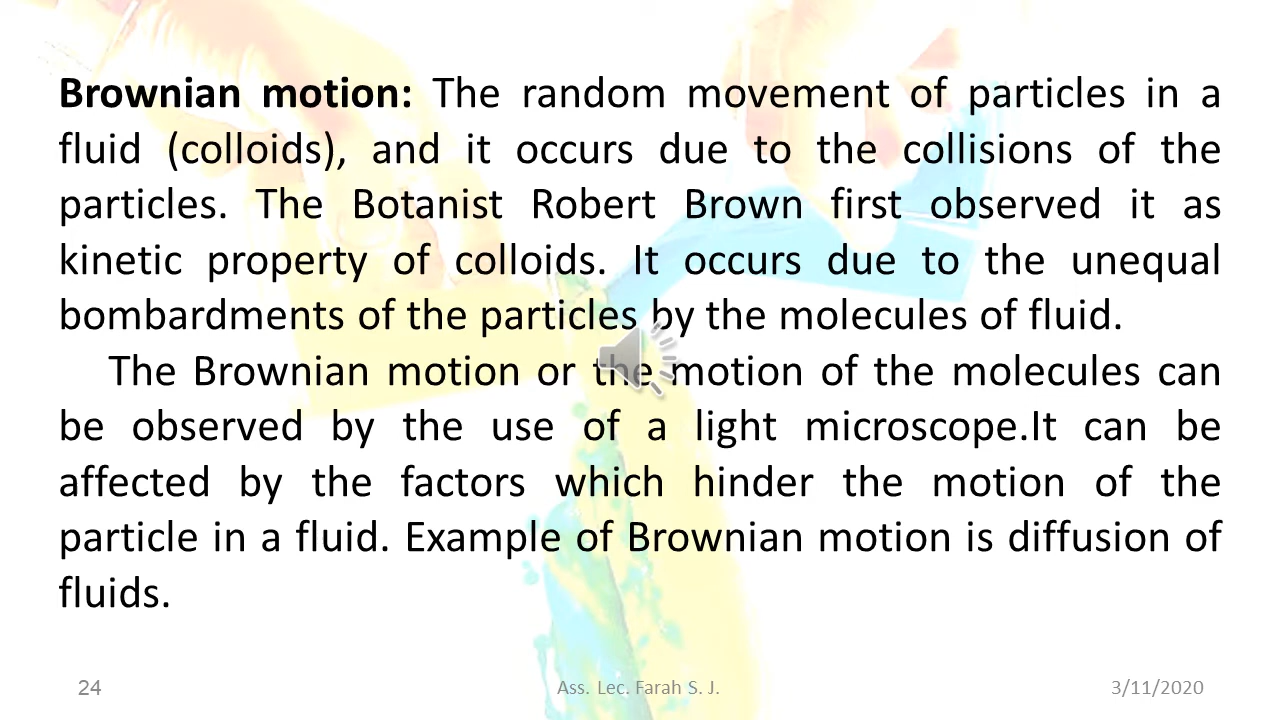 Brownian motion: The random movement of particles in a
fluid (colloids), and it occurs due to the collisions of the
particles. The Botanist Robert Brown first observed it as
kinetic property of colloids. It occurs due to the unequal
bombardments of the particles by the molecules of fluid.
The Brownian motion or the motion of the molecules can
be observed by the use of a light microscope.It can be
affected by the factors which hinder the motion of the
particle in a fluid. Example of Brownian motion is diffusion of
fluids.
24
Ass. Lec. Farah S. J.
3/11/2020